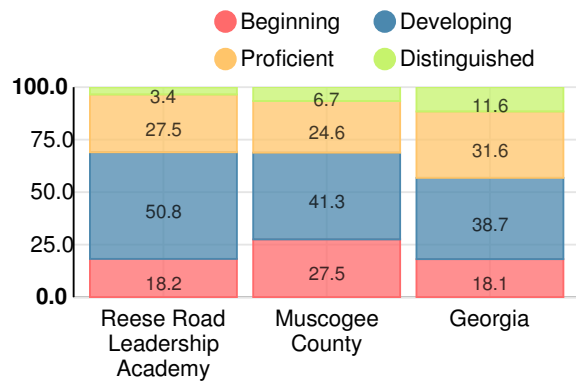 Beginning
Developing
Proficient
Distinguished
100.0
75.0
50.0
25.0
0.0
3.4
27.5
50.8
18.2
6.7
24.6
41.3
27.5
11.6
31.6
38.7
18.1
Reese Road
Leadership
Academy
Muscogee
County
Georgia